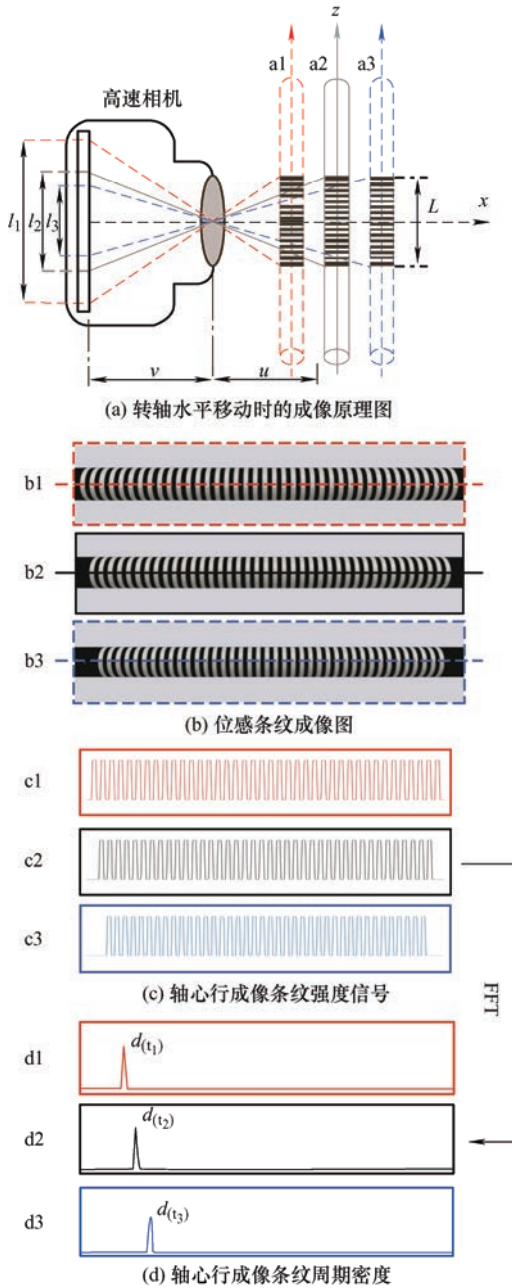 z
a1 a2 a3
高速相机
l1 l2 l3
L
x
v
u
(a) 转轴水平移动时的成像原理图
b1
b2
b3
(b) 位感条纹成像图
c1
c2
c3
(c) 轴心行成像条纹强度信号
FFT
d1
d(t1)
d2
d(t2)
d3
d(t3)
(d) 轴心行成像条纹周期密度